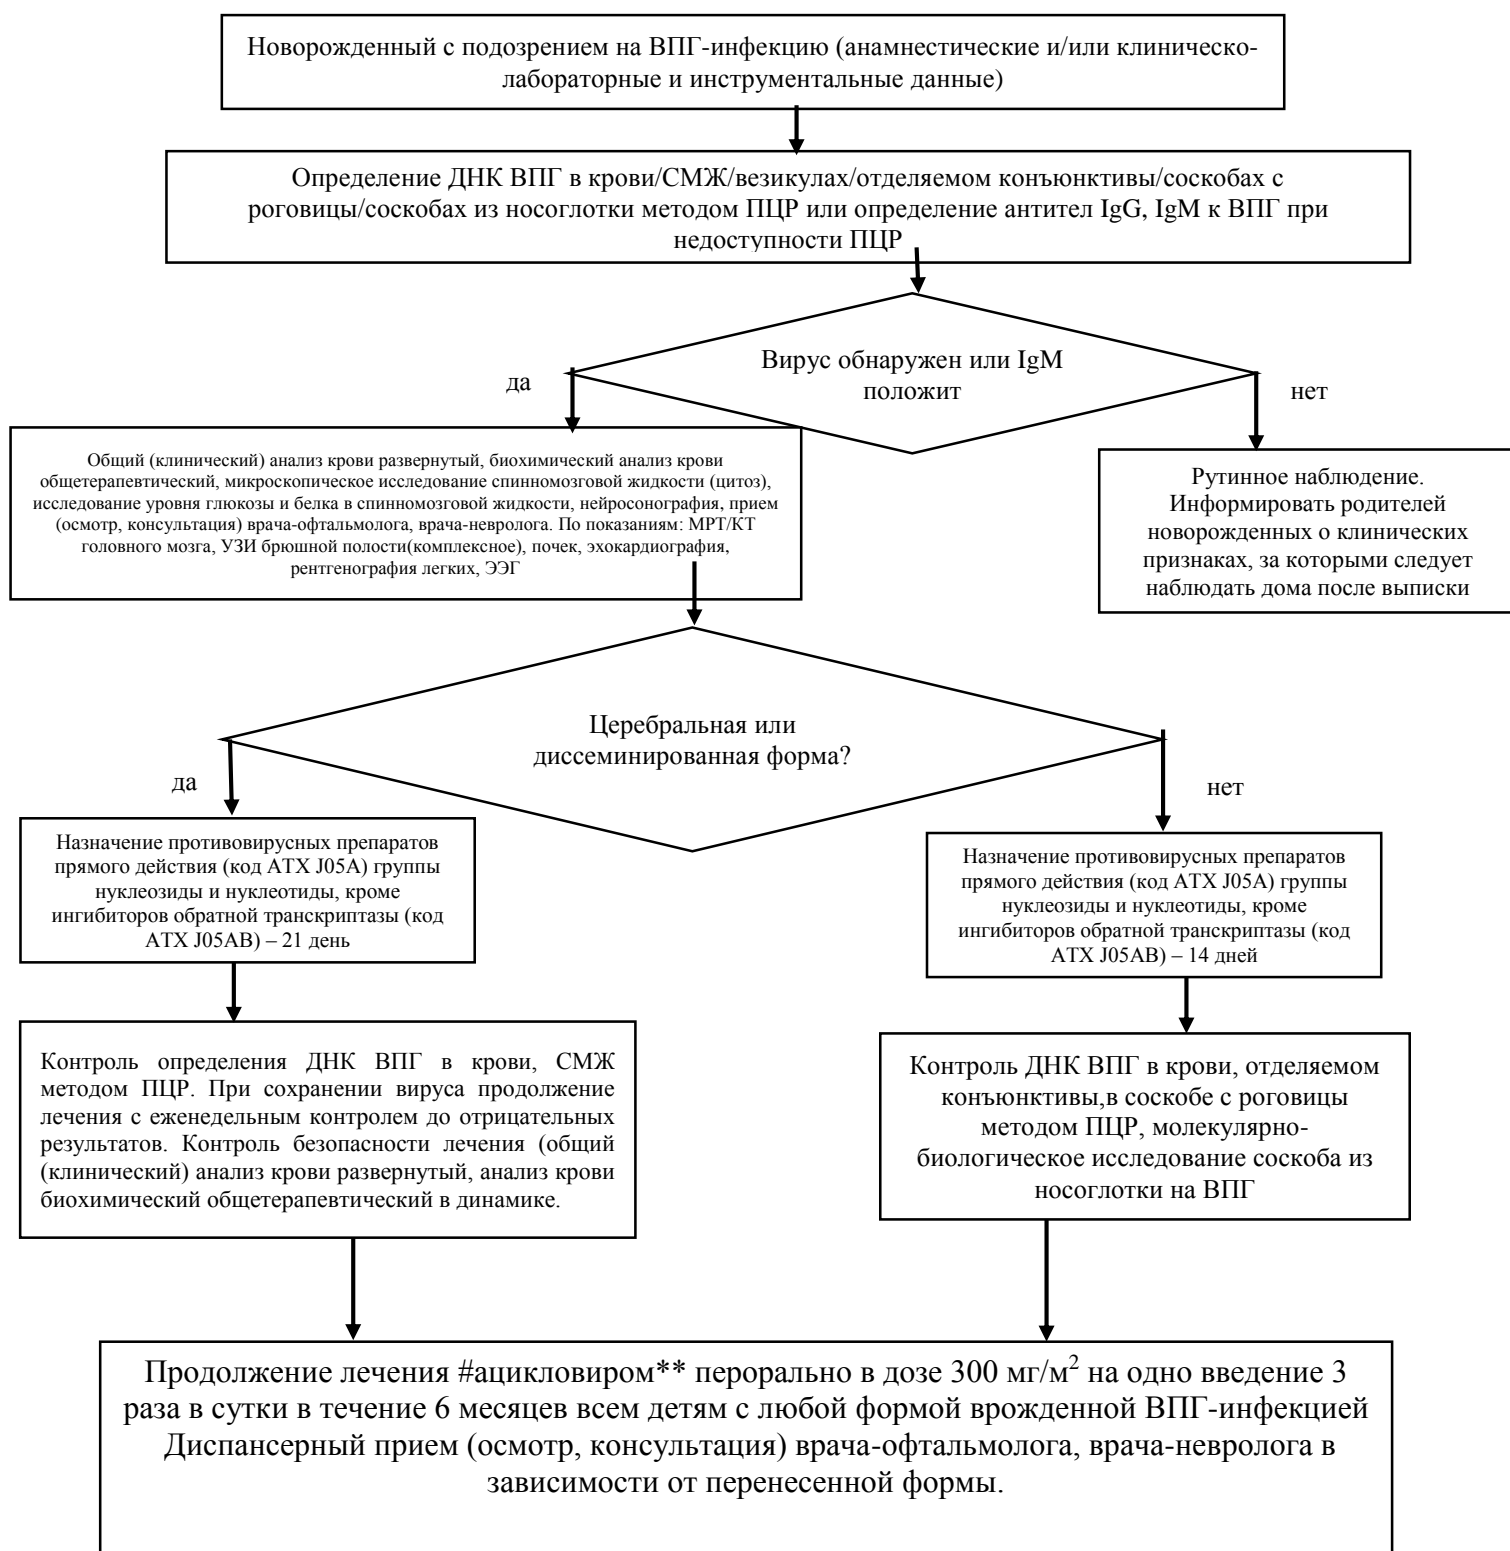 Новорожденный с подозрением на ВПГ-инфекцию (анамнестические и/или клиническо-
лабораторные и инструментальные данные)
Определение ДНК ВПГ в крови/СМЖ/везикулах/отделяемом конъюнктивы/соскобах с
роговицы/соскобах из носоглотки методом ПЦР или определение антител IgG, IgM к ВПГ при
недоступности ПЦР
Вирус обнаружен или IgM
положит
да
нет
Общий (клинический) анализ крови развернутый, биохимический анализ крови
общетерапевтический, микроскопическое исследование спинномозговой жидкости (цитоз),
исследование уровня глюкозы и белка в спинномозговой жидкости, нейросонография, прием
(осмотр, консультация) врача-офтальмолога, врача-невролога. По показаниям: МРТ/КТ
головного мозга, УЗИ брюшной полости(комплексное), почек, эхокардиография,
рентгенография легких, ЭЭГ
Рутинное наблюдение.
Информировать родителей
новорожденных о клинических
признаках, за которыми следует
наблюдать дома после выписки
Церебральная или
диссеминированная форма?
да
нет
Назначение противовирусных препаратов
прямого действия (код АТХ J05A) группы
нуклеозиды и нуклеотиды, кроме
ингибиторов обратной транскриптазы (код
АТХ J05AB) – 21 день
Назначение противовирусных препаратов
прямого действия (код АТХ J05A) группы
нуклеозиды и нуклеотиды, кроме
ингибиторов обратной транскриптазы (код
АТХ J05AB) – 14 дней
Контроль определения ДНК ВПГ в крови, СМЖ
методом ПЦР. При сохранении вируса продолжение
лечения с еженедельным контролем до отрицательных
результатов. Контроль безопасности лечения (общий
(клинический) анализ крови развернутый, анализ крови
биохимический общетерапевтический в динамике.
Контроль ДНК ВПГ в крови, отделяемом
конъюнктивы,в соскобе с роговицы
методом ПЦР, молекулярно-
биологическое исследование соскоба из
носоглотки на ВПГ
Продолжение лечения #ацикловиром** перорально в дозе 300 мг/м² на одно введение 3
раза в сутки в течение 6 месяцев всем детям с любой формой врожденной ВПГ-инфекцией
Диспансерный прием (осмотр, консультация) врача-офтальмолога, врача-невролога в
зависимости от перенесенной формы.